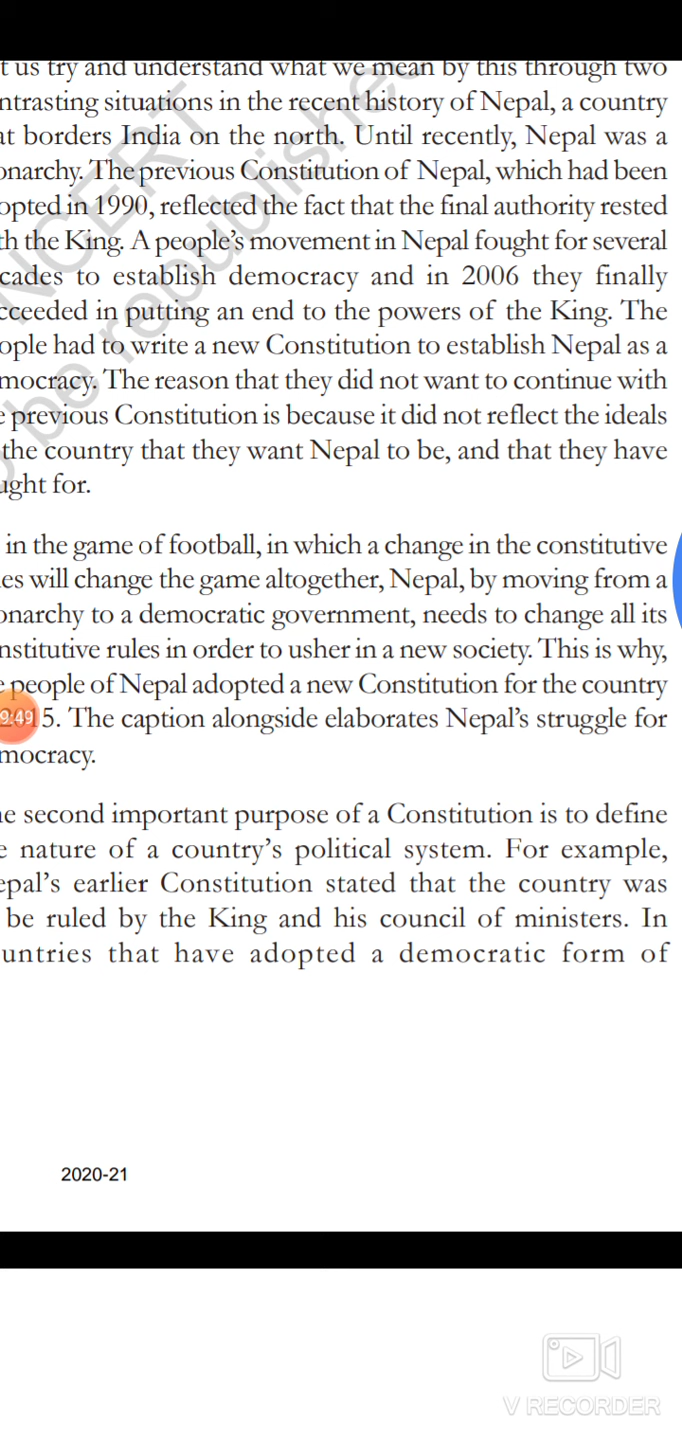 t us try and understand what we mean by this through two
ntrasting situations in the recent history of Nepal, a country
at borders India on the north. Until recently, Nepal was a
onarchy. The previous Constitution of Nepal, which had been
opted in 1990, reflected the fact that the final authority rested
th the King. A people's movement in Nepal fought for several
cades to establish democracy and in 2006 they finally
cceeded in putting an end to the powers of the King. The
ople had to write a new Constitution to establish Nepal as a
mocracy. The reason that they did not want to continue with
e previous Constitution is because it did not reflect the ideals
the country that they want Nepal to be, and that they have
ught for.
in the game of football, in which a change in the constitutive
es will change the game altogether, Nepal, by moving from a
onarchy to a democratic government, needs to change all its
nstitutive rules in order to usher in a new society. This is why,
e people of Nepal adopted a new Constitution for the country
9:49 15. The caption alongside elaborates Nepal's struggle for
mocracy.
e second important purpose of a Constitution is to define
e nature of a country's political system. For example,
epal's earlier Constitution stated that the country was
be ruled by the King and his council of ministers. In
untries that have adopted a democratic form of
NCERT
be republished
2020-21
V RECORDER